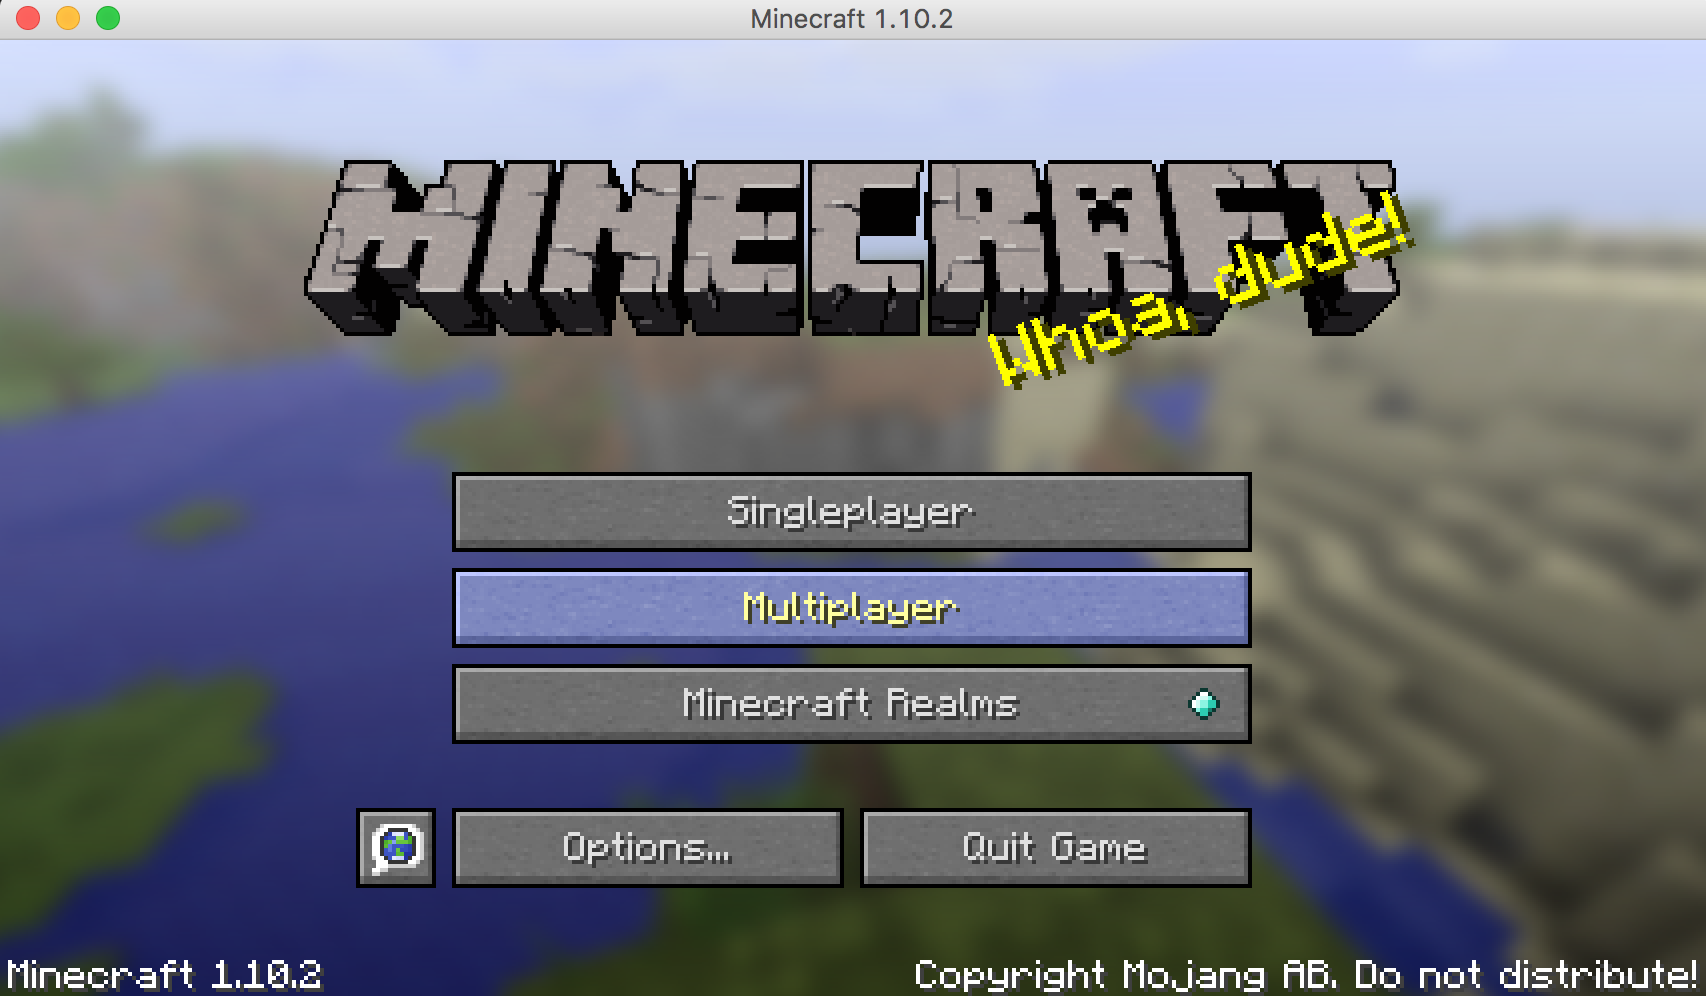 Minecraft 1.10.2
MINECRAFT
Whoa, dude!
Singleplayer
Multiplayer
Minecraft Realms
Options...
Quit Game
Minecraft 1.10.2
Copyright Mojang AB. Do not distribute!